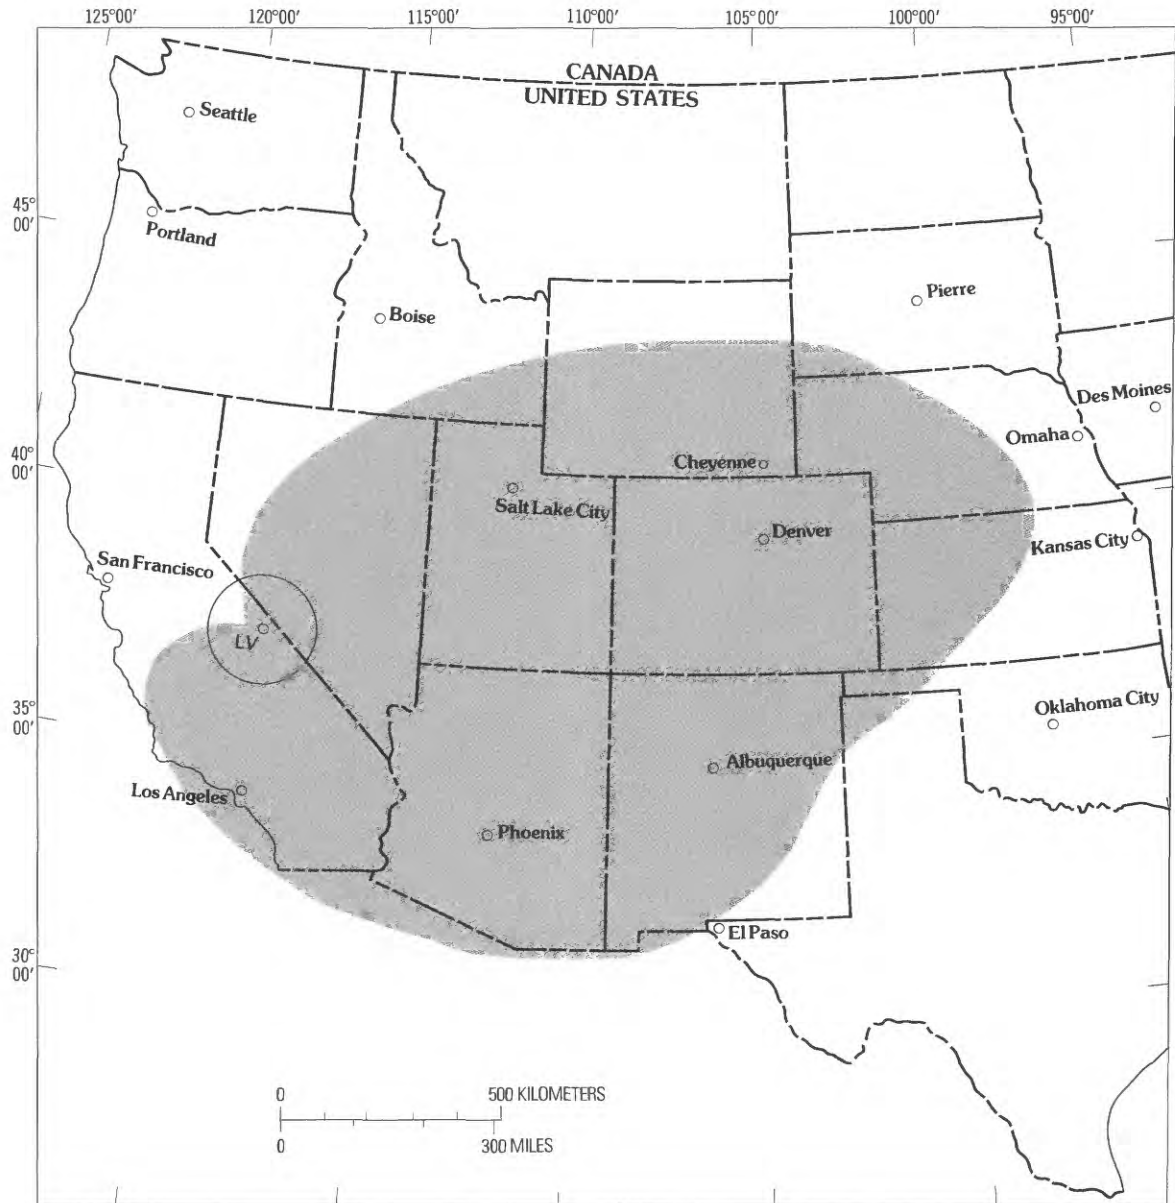 125°00' 120°00' 115°00' 110°00' 105°00' 100°00' 95°00'
CANADA
UNITED STATES
Seattle
45°
00'
Portland
Pierre
Boise
Des Moines
Omaha
40°
00'
Cheyenne
Salt Lake City
Denver
Kansas City
San Francisco
LV
35°
00'
Oklahoma City
Albuquerque
Los Angeles
Phoenix
El Paso
30°
00'
0 500 KILOMETERS
0 300 MILES